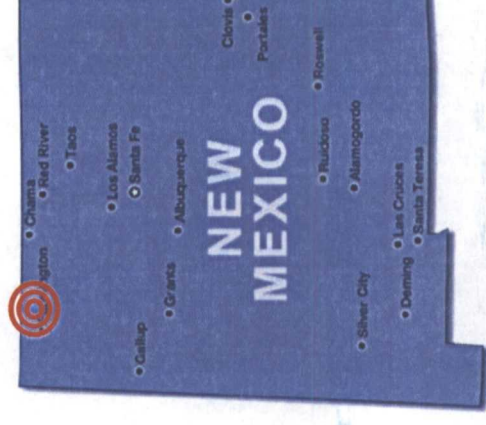 Chama
Red River
Taos
ngton
Los Alamos
Santa Fe
Clovis
Portales
Gallup
Grants
Albuquerque
NEW
MEXICO
Roswell
Ruidoso
Alamogordo
Silver City
Las Cruces
Deming
Santa Teresa